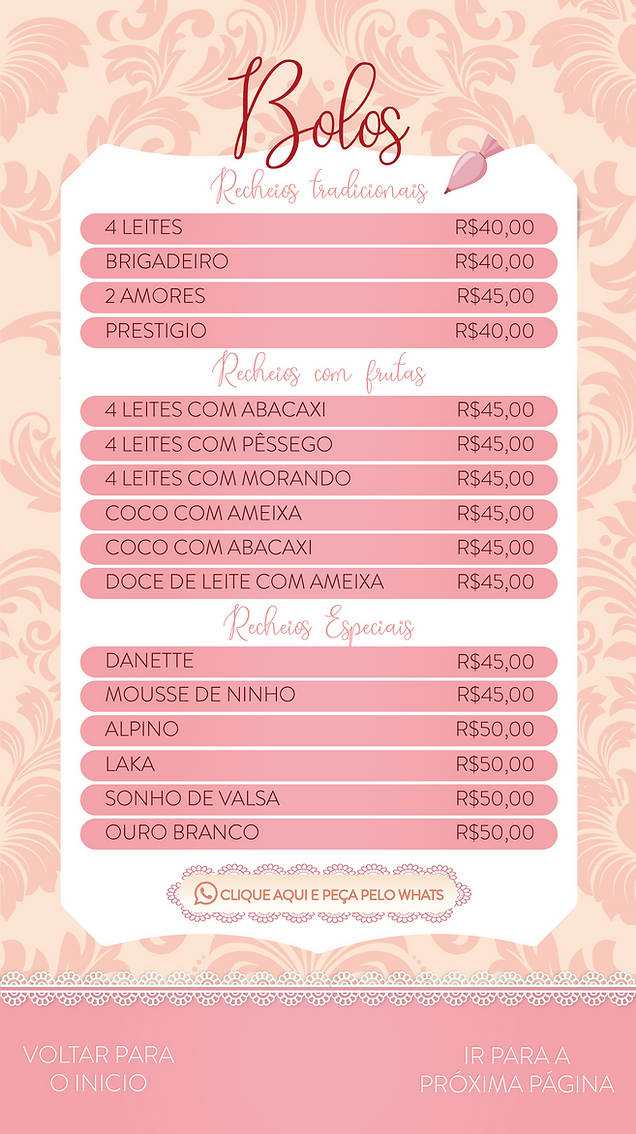 Bolos
Recheios tradicionais
4 LEITES R$40,00
BRIGADEIRO R$40,00
2 AMORES R$45,00
PRESTIGIO R$40,00
Recheios com frutas
4 LEITES COM ABACAXI R$45,00
4 LEITES COM PÊSSEGO R$45,00
4 LEITES COM MORANDO R$45,00
COCO COM AMEIXA R$45,00
COCO COM ABACAXI R$45,00
DOCE DE LEITE COM AMEIXA R$45,00
Recheios Especiais
DANETTE R$45,00
MOUSSE DE NINHO R$45,00
ALPINO R$50,00
LAKA R$50,00
SONHO DE VALSA R$50,00
OURO BRANCO R$50,00
CLIQUE AQUI E PEÇA PELO WHATS
VOLTAR PARA
O INICIO
IR PARA A
PRÓXIMA PÁGINA